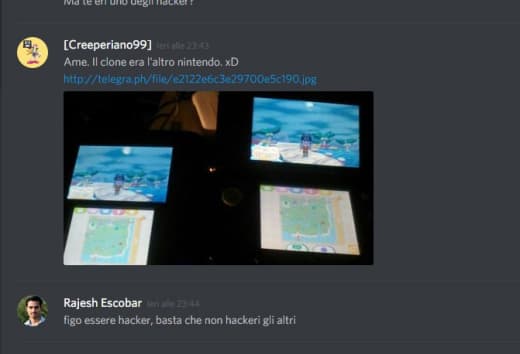 Ma te eri uno degli hacker?
[Creeperiano99] Ieri alle 23:43
Ame. Il clone era l'altro nintendo. xD
http://telegra.ph/file/e2122e6c3e29700e5c190.jpg
Rajesh Escobar Ieri alle 23:44
figo essere hacker, basta che non hackeri gli altri